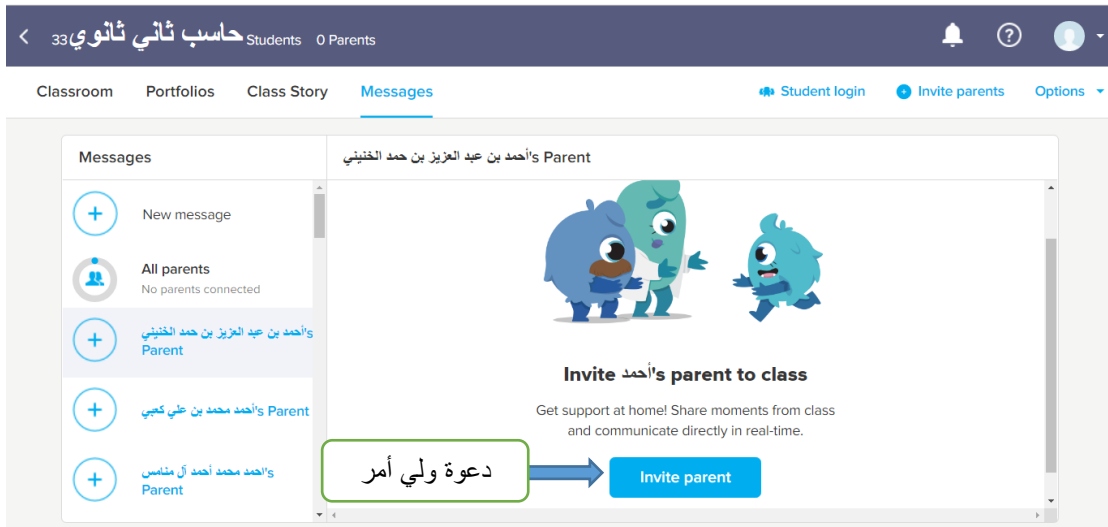 حاسب ثاني ثانوي 33 Students 0 Parents
Classroom Portfolios Class Story Messages Student login Invite parents Options
Messages
أحمد بن عبد العزيز بن حمد الخنيني's Parent
New message
All parents
No parents connected
أحمد بن عبد العزيز بن حمد الخنيني's
Parent
أحمد محمد بن علي كعبي's Parent
احمد محمد أحمد آل منامس's
Parent
Invite أحمد's parent to class
Get support at home! Share moments from class
and communicate directly in real-time.
دعوة ولي أمر
Invite parent